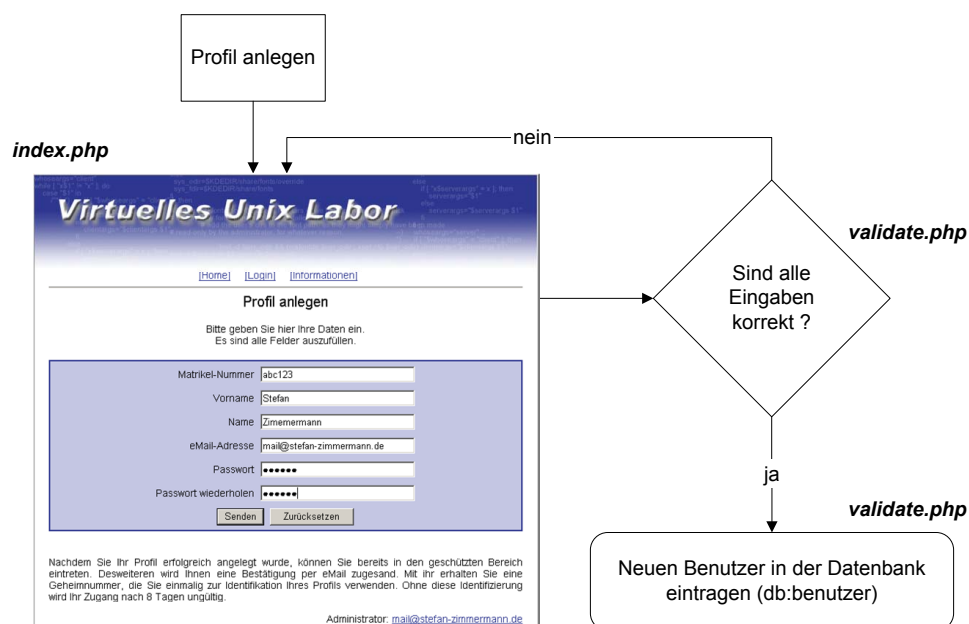 Profil anlegen
nein
index.php
Virtuelles Unix Labor
validate.php
[Home] [Login] [Informationen]
Sind alle
Eingaben
korrekt ?
Profil anlegen
Bitte geben Sie hier Ihre Daten ein.
Es sind alle Felder auszufüllen.
Matrikel-Nummer abc123
Vorname Stefan
Name Zimemermann
eMail-Adresse mail@stefan-zimmermann.de
Passwort ●●●●●●
Passwort wiederholen ●●●●●●
Senden Zurücksetzen
ja
validate.php
Nachdem Sie Ihr Profil erfolgreich angelegt wurde, können Sie bereits in den geschützten Bereich
eintreten. Desweiteren wird Ihnen eine Bestätigung per eMail zugesand. Mit ihr erhalten Sie eine
Geheimnummer, die Sie einmalig zur Identifikation Ihres Profils verwenden. Ohne diese Identifizierung
wird Ihr Zugang nach 8 Tagen ungültig.
Administrator: mail@stefan-zimmermann.de
Neuen Benutzer in der Datenbank
eintragen (db:benutzer)